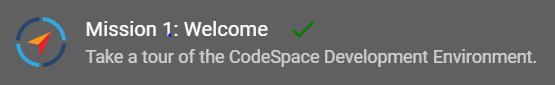 Mission 1: Welcome
Take a tour of the CodeSpace Development Environment.